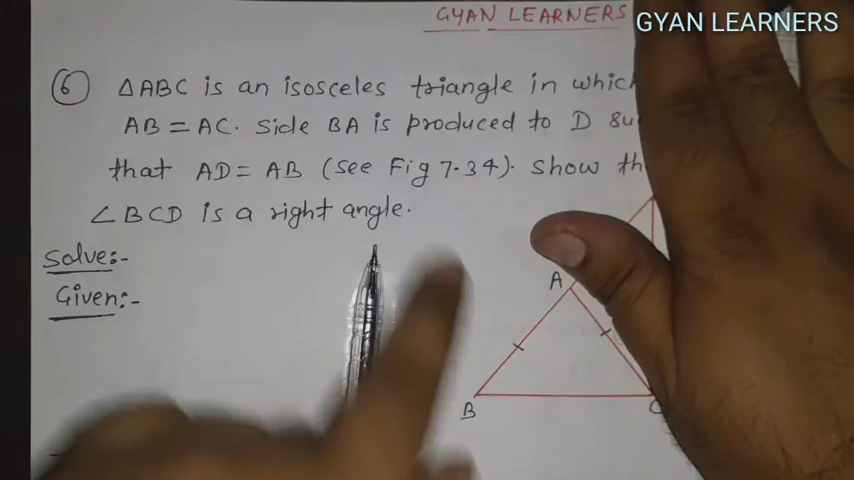 GYAN LEARNERS
GYAN LEARNERS
6 ΔABC is an isosceles triangle in
AB = AC. Side BA is produced to D
that AD = AB (see Fig 7.34). Show
∠BCD is a right angle.
Solve:-
Given:-
A
B
C